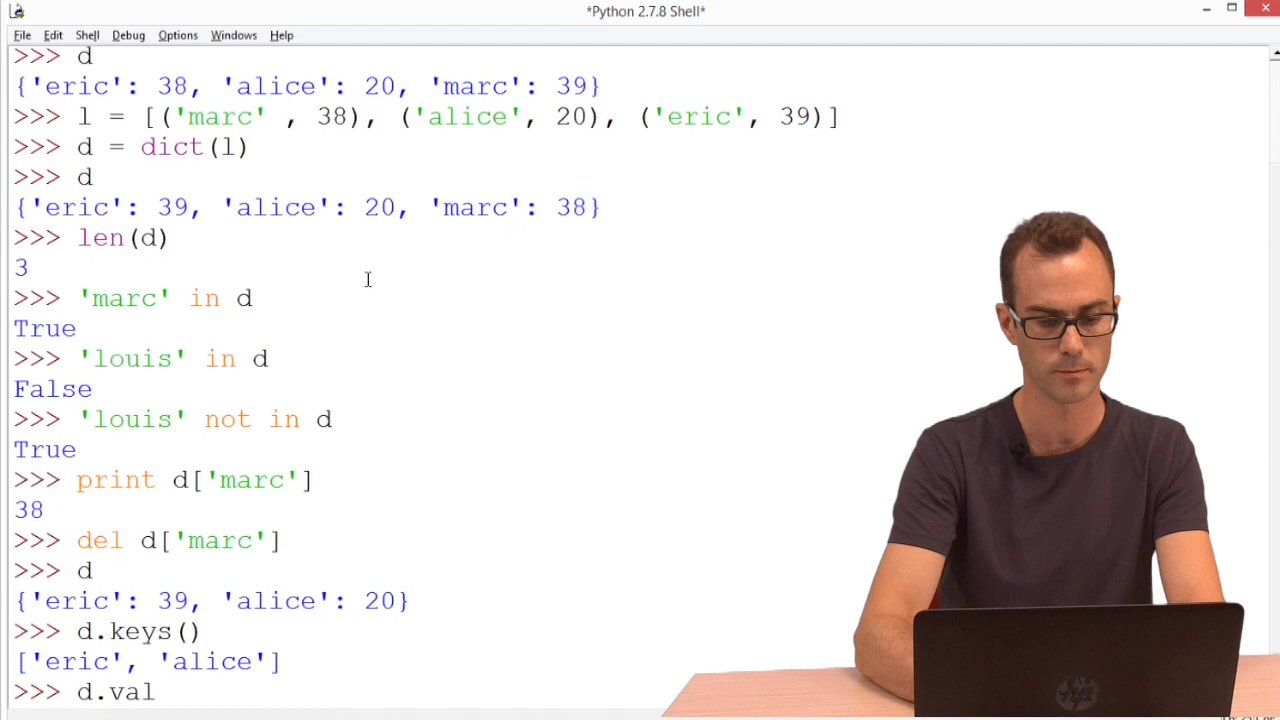 *Python 2.7.8 Shell*
File Edit Shell Debug Options Windows Help
>>> d
{'eric': 38, 'alice': 20, 'marc': 39}
>>> l = [('marc' , 38), ('alice', 20), ('eric', 39)]
>>> d = dict(l)
>>> d
{'eric': 39, 'alice': 20, 'marc': 38}
>>> len(d)
3
>>> 'marc' in d
True
>>> 'louis' in d
False
>>> 'louis' not in d
True
>>> print d['marc']
38
>>> del d['marc']
>>> d
{'eric': 39, 'alice': 20}
>>> d.keys()
['eric', 'alice']
>>> d.val